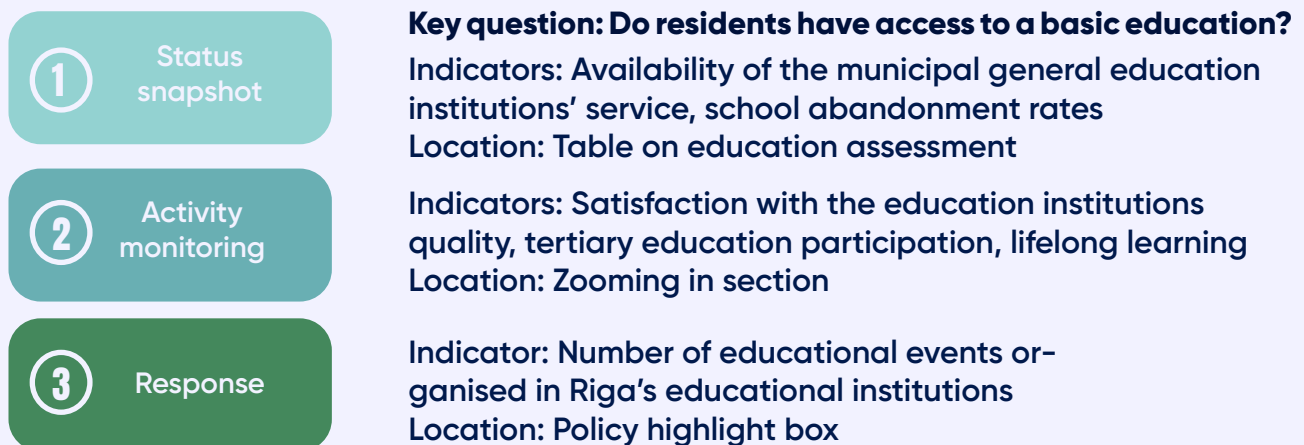 1
Status
snapshot
Key question: Do residents have access to a basic education?
Indicators: Availability of the municipal general education
institutions’ service, school abandonment rates
Location: Table on education assessment
2
Activity
monitoring
Indicators: Satisfaction with the education institutions
quality, tertiary education participation, lifelong learning
Location: Zooming in section
3
Response
Indicator: Number of educational events or-
ganised in Riga’s educational institutions
Location: Policy highlight box